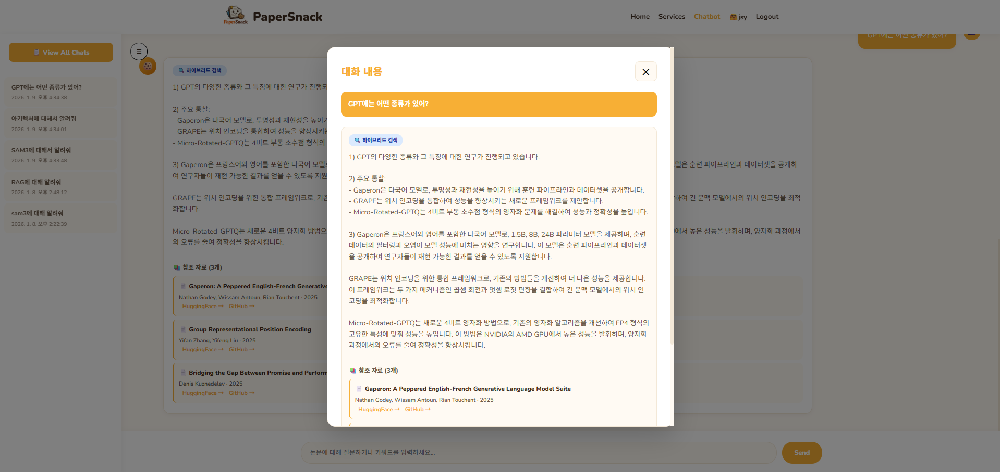 PaperSnack
PaperSnack
Home
Services
Chatbot
jsy
Logout
View All Chats
GPT에는 어떤 종류가 있어?
2026. 1. 9. 오후 4:34:38
아키텍처에 대해서 알려줘
2026. 1. 9. 오후 4:34:01
SAM3에 대해서 알려줘
2026. 1. 9. 오후 4:33:48
RAG에 대해 알려줘
2026. 1. 8. 오후 2:48:12
sam3에 대해 알려줘
2026. 1. 8. 오후 2:22:39
GPT에는 어떤 종류가 있어?
하이브리드 검색
1) GPT의 다양한 종류와 그 특징에 대한 연구가
2) 주요 통찰:
- Gaperon은 다국어 모델로, 투명성과 재현성을
- GRAPE는 위치 인코딩을 통합하여 성능을
- Micro-Rotated-GPTQ는 4비트 부동 소수점 형식의
3) Gaperon은 프랑스어와 영어를 포함한 다국어
델은 훈련 파이프라인과 데이터셋을 공개하
여 연구자들이 재현 가능한 결과를 얻을 수 있도록
GRAPE는 위치 인코딩을 위한 통합 프레임워크로,
하여 긴 문맥 모델에서의 위치 인코딩을 최적
화합니다.
Micro-Rotated-GPTQ는 새로운 4비트 양자화
에서 높은 성능을 발휘하며, 양자화 과정에서
의 오류를 줄여 정확성을 향상시킵니다.
참조 자료 (3개)
Gaperon: A Peppered English-French Generative
Nathan Godey, Wissam Antoun, Rian Touchent · 2025
HuggingFace → GitHub →
Group Representational Position Encoding
Yifan Zhang, Yifeng Liu · 2025
HuggingFace → GitHub →
Bridging the Gap Between Promise and Perform
Denis Kuznedelev · 2025
HuggingFace → GitHub →
대화 내용
GPT에는 어떤 종류가 있어?
하이브리드 검색
1) GPT의 다양한 종류와 그 특징에 대한 연구가 진행되고 있습니다.
2) 주요 통찰:
- Gaperon은 다국어 모델로, 투명성과 재현성을 높이기 위해 훈련 파이프라인과 데이터셋을 공개합니다.
- GRAPE는 위치 인코딩을 통합하여 성능을 향상시키는 새로운 프레임워크를 제안합니다.
- Micro-Rotated-GPTQ는 4비트 부동 소수점 형식의 양자화 문제를 해결하여 성능과 정확성을 높입니다.
3) Gaperon은 프랑스어와 영어를 포함한 다국어 모델로, 1.5B, 8B, 24B 파라미터 모델을 제공하며, 훈련
데이터의 필터링과 오염이 모델 성능에 미치는 영향을 연구합니다. 이 모델은 훈련 파이프라인과 데이터셋
을 공개하여 연구자들이 재현 가능한 결과를 얻을 수 있도록 지원합니다.
GRAPE는 위치 인코딩을 위한 통합 프레임워크로, 기존의 방법들을 개선하여 더 나은 성능을 제공합니다.
이 프레임워크는 두 가지 메커니즘인 곱셈 회전과 덧셈 로짓 편향을 결합하여 긴 문맥 모델에서의 위치 인
코딩을 최적화합니다.
Micro-Rotated-GPTQ는 새로운 4비트 양자화 방법으로, 기존의 양자화 알고리즘을 개선하여 FP4 형식의
고유한 특성에 맞춰 성능을 높입니다. 이 방법은 NVIDIA와 AMD GPU에서 높은 성능을 발휘하며, 양자화
과정에서의 오류를 줄여 정확성을 향상시킵니다.
참조 자료 (3개)
Gaperon: A Peppered English-French Generative Language Model Suite
Nathan Godey, Wissam Antoun, Rian Touchent · 2025
HuggingFace → GitHub →
논문에 대해 질문하거나 키워드를 입력하세요...
Send